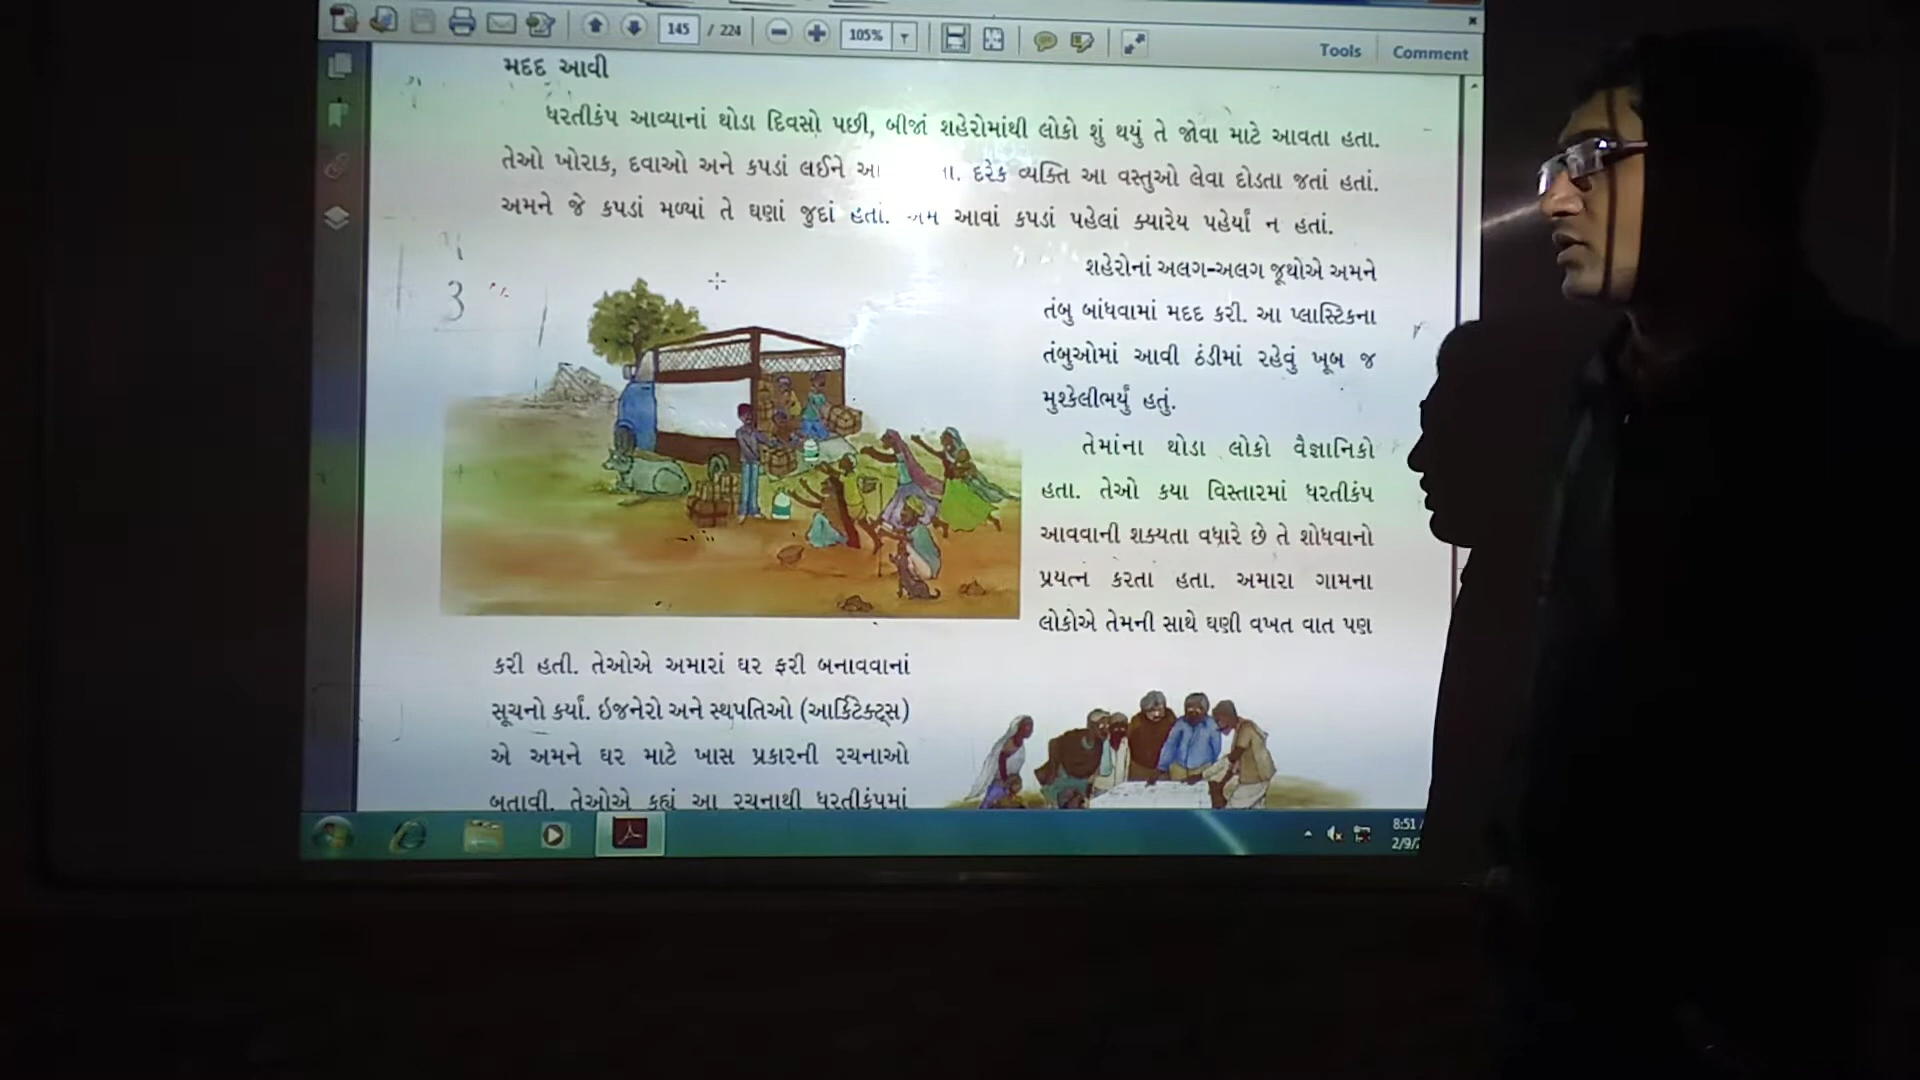 145 / 224
105%
Tools
Comment
મદદ આવી
ધરતીકંપ આવ્યાનાં થોડા દિવસો પછી, બીજાં શહેરોમાંથી લોકો શું થયું તે જોવા માટે આવતા હતા.
તેઓ ખોરાક, દવાઓ અને કપડાં લઈને દરેક વ્યક્તિ આ વસ્તુઓ લેવા દોડતા જતાં હતાં.
અમને જે કપડાં મળ્યાં તે ઘણાં જુદાં હતાં. આવાં કપડાં પહેલાં ક્યારેય પહેર્યાં ન હતાં.
શહેરોનાં અલગ-અલગ જૂથોએ અમને
તંબુ બાંધવામાં મદદ કરી. આ પ્લાસ્ટિકના
તંબુઓમાં આવી ઠંડીમાં રહેવું ખૂબ જ
મુશ્કેલીભર્યું હતું.
તેમાંના થોડા લોકો વૈજ્ઞાનિકો
હતા. તેઓ કયા વિસ્તારમાં ધરતીકંપ
આવવાની શક્યતા વધારે છે તે શોધવાનો
પ્રયત્ન કરતા હતા. અમારા ગામના
લોકોએ તેમની સાથે ઘણી વખત વાત પણ
કરી હતી. તેઓએ અમારાં ઘર ફરી બનાવવાનાં
સૂચનો કર્યાં. ઇજનેરો અને સ્થપતિઓ (આર્કિટેક્ટ્સ)
એ અમને ઘર માટે ખાસ પ્રકારની રચનાઓ
બતાવી. તેઓએ કહ્યું આ રચનાથી ધરતીકંપમાં
3
8:51
2/9/